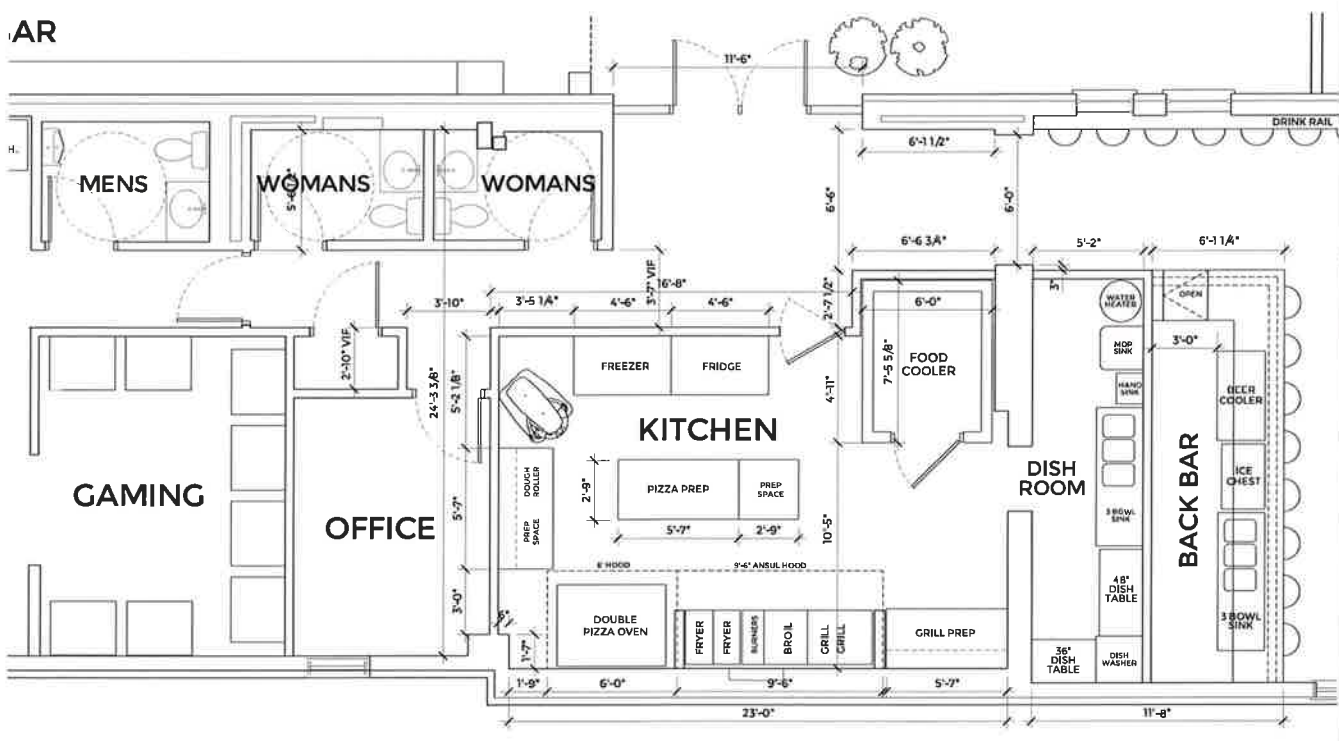 AR
11'-6"
DRINK RAIL
6'-1 1/2"
H.
MENS
WOMANS
WOMANS
5'-6 1/2"
6'-6"
6'-0"
6'-6 3/4"
5'-2"
6'-1 1/4"
3'-7" VIF
16'-8"
2'-7 1/2"
3"
3'-10"
3'-5 1/4"
4'-6"
4'-6"
6'-0"
WATER
HEATER
OPEN
2'-10" VIF
24'-3 3/8"
5'-2 1/8"
FREEZER
FRIDGE
4'-11"
7'-5 5/8"
FOOD
COOLER
MOP
SINK
3'-0"
HAND
SINK
BEER
COOLER
KITCHEN
GAMING
OFFICE
DOUGH
ROLLER
PREP
SPACE
5'-7"
2'-9"
PIZZA PREP
PREP
SPACE
5'-7"
2'-9"
10'-5"
DISH
ROOM
3 BOWL
SINK
BACK BAR
ICE
CHEST
3 BOWL
SINK
6' HOOD
9'-6" ANSUL HOOD
3'-0"
6"
1'-7"
DOUBLE
PIZZA OVEN
FRYER
FRYER
BURNERS
BROIL
GRILL
GRILL
GRILL PREP
48"
DISH
TABLE
36"
DISH
TABLE
DISH
WASHER
1'-9"
6'-0"
9'-6"
5'-7"
23'-0"
11'-8"